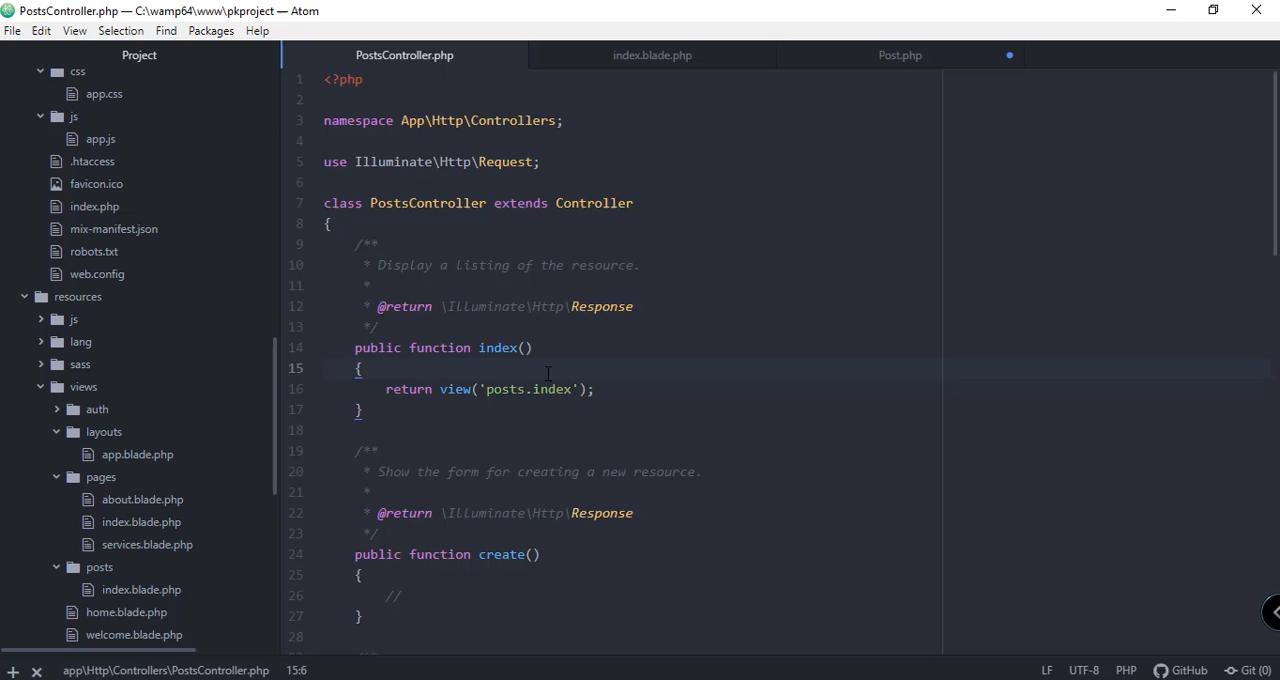 PostsController.php — C:\wamp64\www\pkproject — Atom
File Edit View Selection Find Packages Help
Project
css
app.css
js
app.js
.htaccess
favicon.ico
index.php
mix-manifest.json
robots.txt
web.config
resources
js
lang
sass
views
auth
layouts
app.blade.php
pages
about.blade.php
index.blade.php
services.blade.php
posts
index.blade.php
home.blade.php
welcome.blade.php
PostsController.php index.blade.php Post.php
1 <?php
2
3 namespace App\Http\Controllers;
4
5 use Illuminate\Http\Request;
6
7 class PostsController extends Controller
8 {
9 /**
10 * Display a listing of the resource.
11 *
12 * @return \Illuminate\Http\Response
13 */
14 public function index()
15 {
16 return view('posts.index');
17 }
18
19 /**
20 * Show the form for creating a new resource.
21 *
22 * @return \Illuminate\Http\Response
23 */
24 public function create()
25 {
26 //
27 }
28
app\Http\Controllers\PostsController.php 15:6 LF UTF-8 PHP GitHub Git (0)